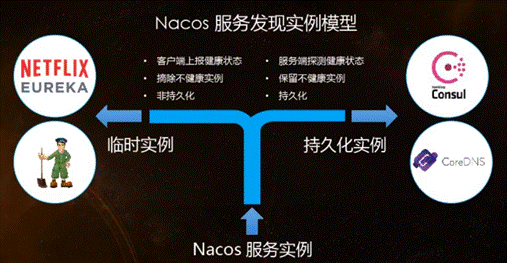 Nacos 服务发现实例模型
NETFLIX
EUREKA
• 客户端上报健康状态
• 摘除不健康实例
• 非持久化
• 服务端探测健康状态
• 保留不健康实例
• 持久化
Consul
临时实例
持久化实例
CoreDNS
Nacos 服务实例